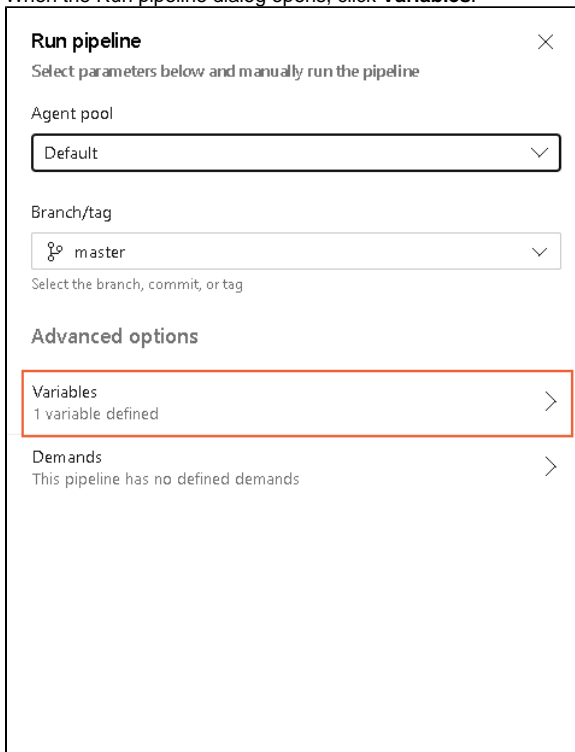 When the Run pipeline dialog opens, click Variables.
Run pipeline
Select parameters below and manually run the pipeline
Agent pool
Default
Branch/tag
master
Select the branch, commit, or tag
Advanced options
Variables
1 variable defined
Demands
This pipeline has no defined demands